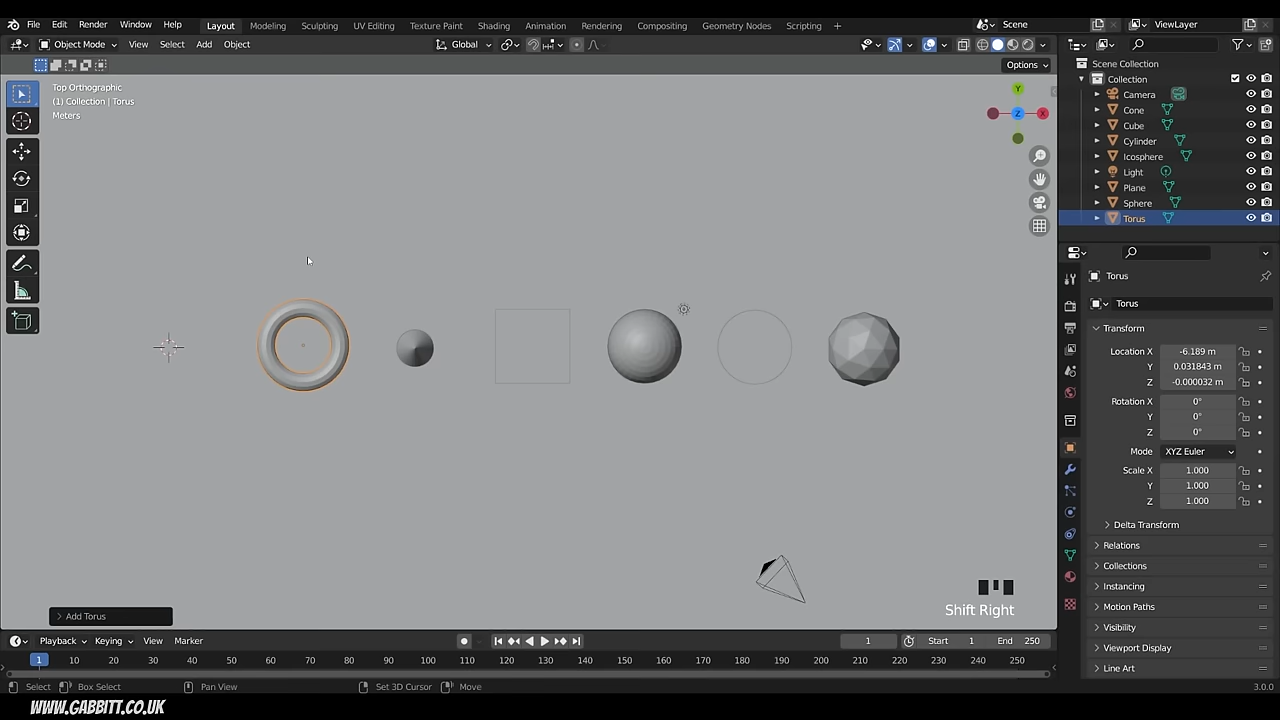 File Edit Render Window Help Layout Modeling Sculpting UV Editing Texture Paint Shading Animation Rendering Compositing Geometry Nodes Scripting + Scene ViewLayer
Object Mode View Select Add Object Global
Options
Top Orthographic
(1) Collection | Torus
Meters
Y
Z
X
Scene Collection
Collection
Camera
Cone
Cube
Cylinder
Icosphere
Light
Plane
Sphere
Torus
Torus
Torus
Transform
Location X -6.189 m
Y 0.031843 m
Z -0.000032 m
Rotation X 0°
Y 0°
Z 0°
Mode XYZ Euler
Scale X 1.000
Y 1.000
Z 1.000
Delta Transform
Relations
Collections
Instancing
Motion Paths
Visibility
Viewport Display
Line Art
Shift Right
Add Torus
Playback Keying View Marker 1 Start 1 End 250
1 10 20 30 40 50 60 70 80 90 100 110 120 130 140 150 160 170 180 190 200 210 220 230 240 250
Select Box Select Pan View Set 3D Cursor Move 3.0.0
WWW.GABBITT.CO.UK